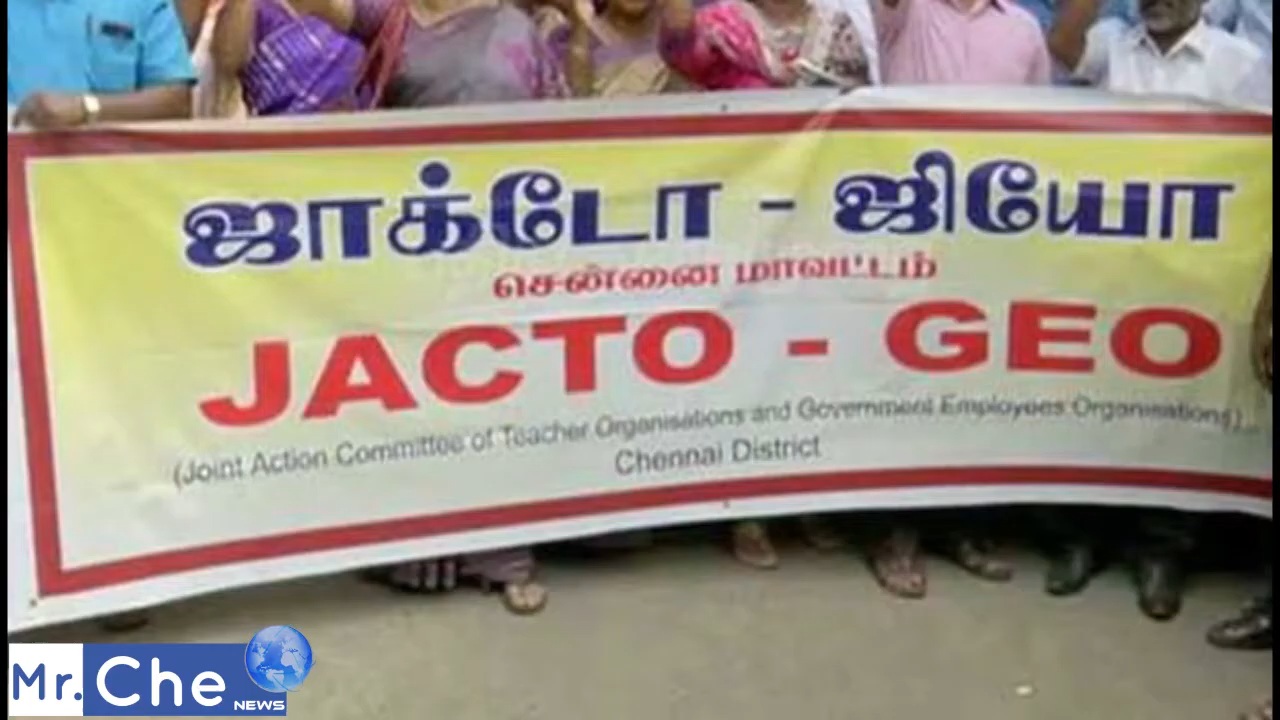 ஜாக்டோ - ஜியோ
சென்னை மாவட்டம்
JACTO - GEO
(Joint Action Committee of Teacher Organisations and Government Employees Organisations)
Chennai District
Mr. Che
NEWS